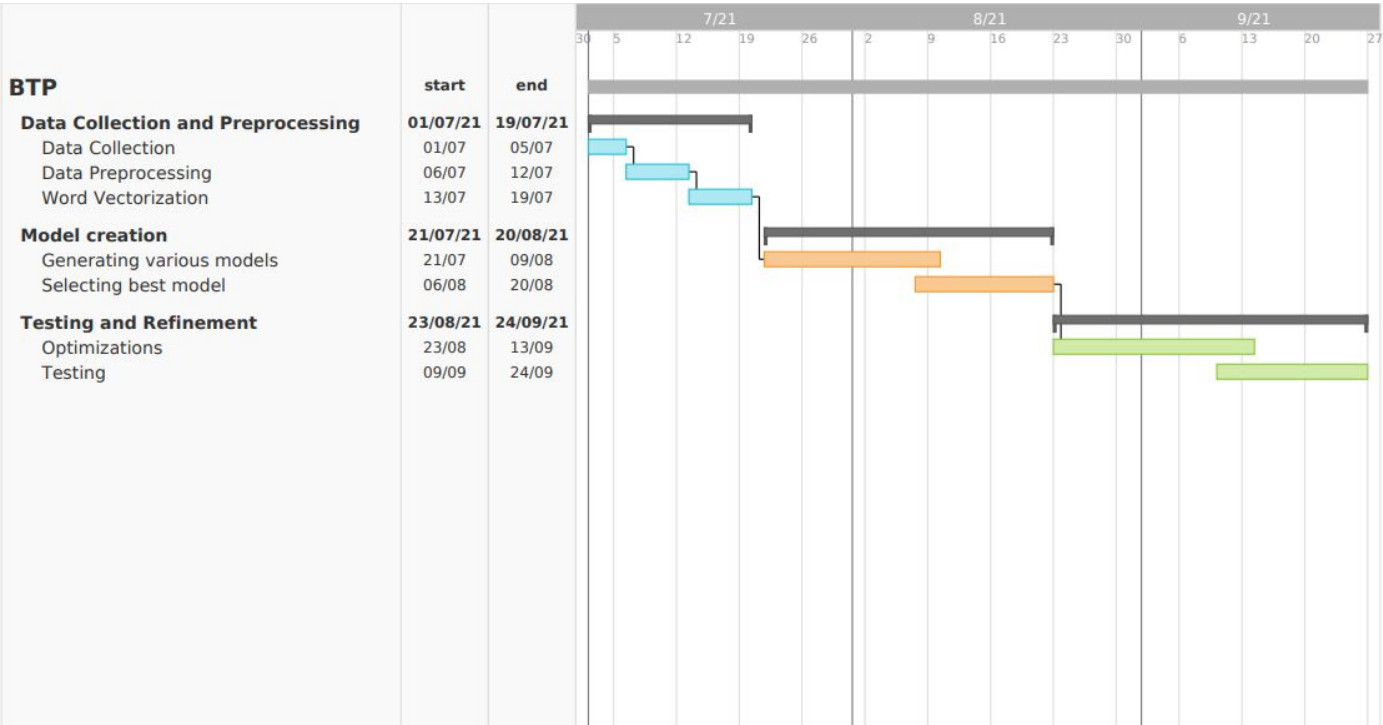 7/21 8/21 9/21
30 5 12 19 26 2 9 16 23 30 6 13 20 27
BTP start end
Data Collection and Preprocessing 01/07/21 19/07/21
Data Collection 01/07 05/07
Data Preprocessing 06/07 12/07
Word Vectorization 13/07 19/07
Model creation 21/07/21 20/08/21
Generating various models 21/07 09/08
Selecting best model 06/08 20/08
Testing and Refinement 23/08/21 24/09/21
Optimizations 23/08 13/09
Testing 09/09 24/09